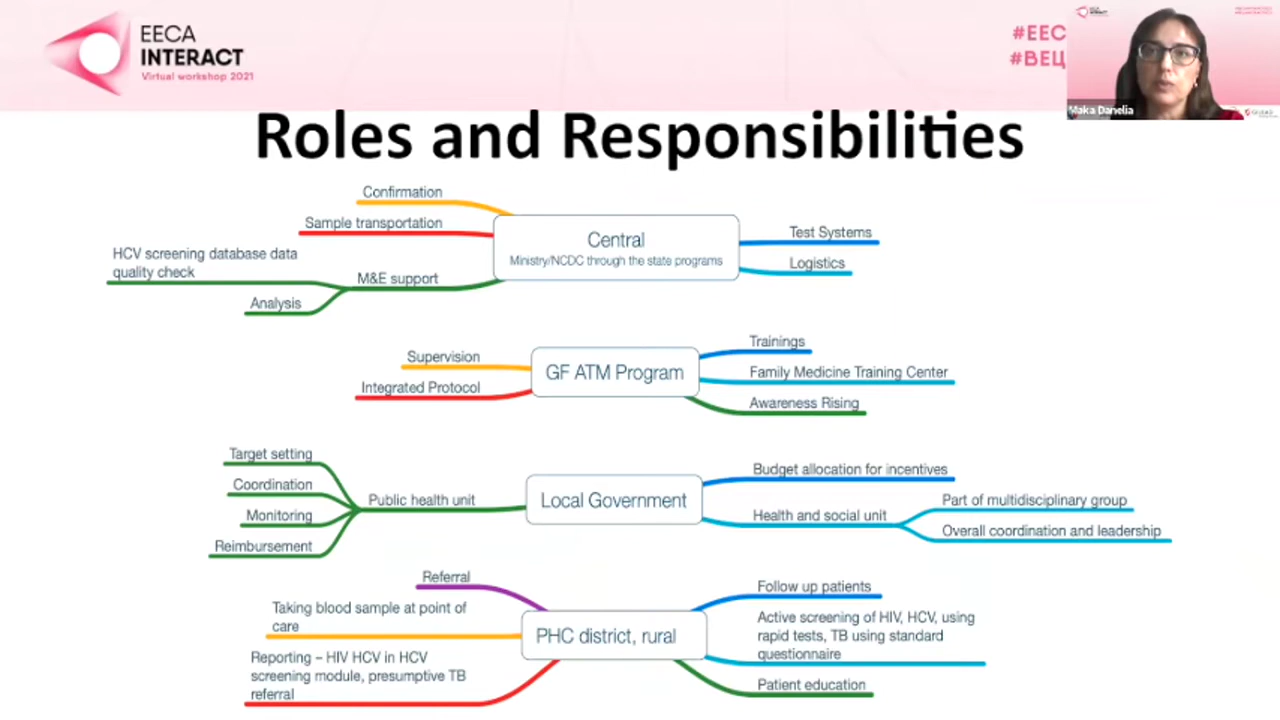 EECA
INTERACT
Virtual workshop 2021
#EEC
#ВЕЦ
EECA
INTERACT
Maka Danelia
Roles and Responsibilities
Confirmation
Sample transportation
HCV screening database data
quality check
M&E support
Analysis
Central
Ministry/NCDC through the state programs
Test Systems
Logistics
Supervision
Integrated Protocol
GF ATM Program
Trainings
Family Medicine Training Center
Awareness Rising
Target setting
Coordination
Monitoring
Reimbursement
Public health unit
Local Government
Budget allocation for incentives
Health and social unit
Part of multidisciplinary group
Overall coordination and leadership
Referral
Taking blood sample at point of
care
Reporting – HIV HCV in HCV
screening module, presumptive TB
referral
PHC district, rural
Follow up patients
Active screening of HIV, HCV, using
rapid tests, TB using standard
questionnaire
Patient education